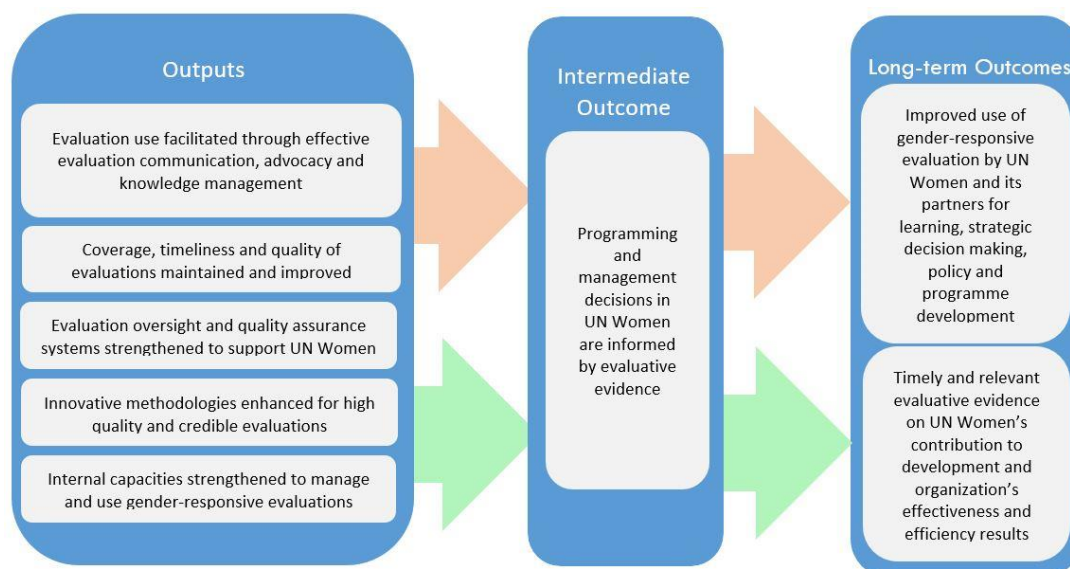 Outputs
Evaluation use facilitated through effective
evaluation communication, advocacy and
knowledge management
Coverage, timeliness and quality of
evaluations maintained and improved
Evaluation oversight and quality assurance
systems strengthened to support UN Women
Innovative methodologies enhanced for high
quality and credible evaluations
Internal capacities strengthened to manage
and use gender-responsive evaluations
Intermediate
Outcome
Programming
and
management
decisions in
UN Women
are informed
by evaluative
evidence
Long-term Outcomes
Improved use of
gender-responsive
evaluation by UN
Women and its
partners for
learning, strategic
decision making,
policy and
programme
development
Timely and relevant
evaluative evidence
on UN Women’s
contribution to
development and
organization’s
effectiveness and
efficiency results